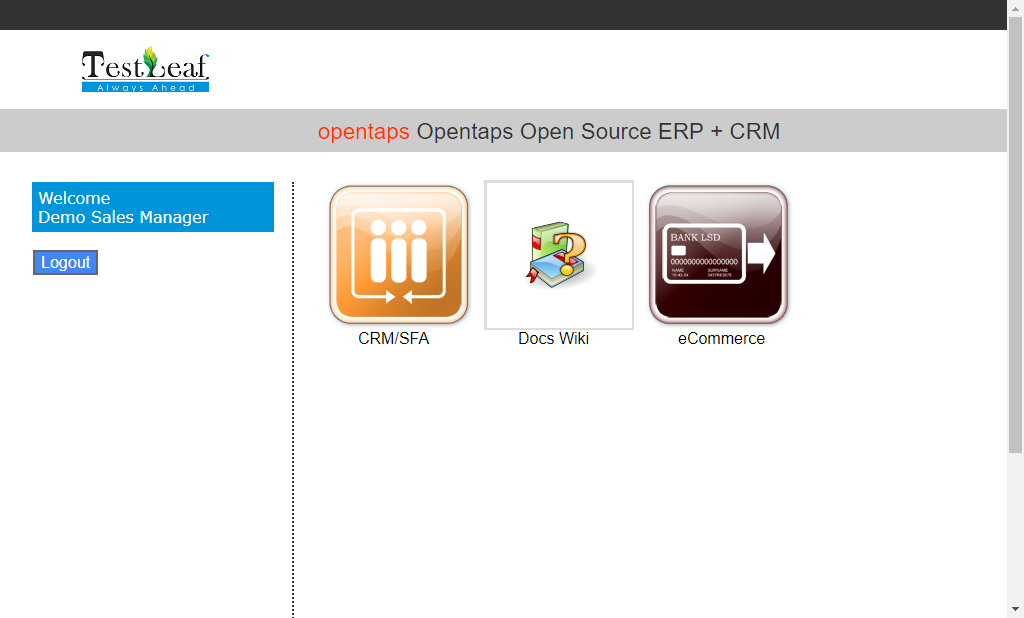 TestLeaf
Always Ahead
opentaps Opentaps Open Source ERP + CRM
Welcome
Demo Sales Manager
Logout
BANK LSD
0000000000000000
NAME SURNAME
CRM/SFA
Docs Wiki
eCommerce